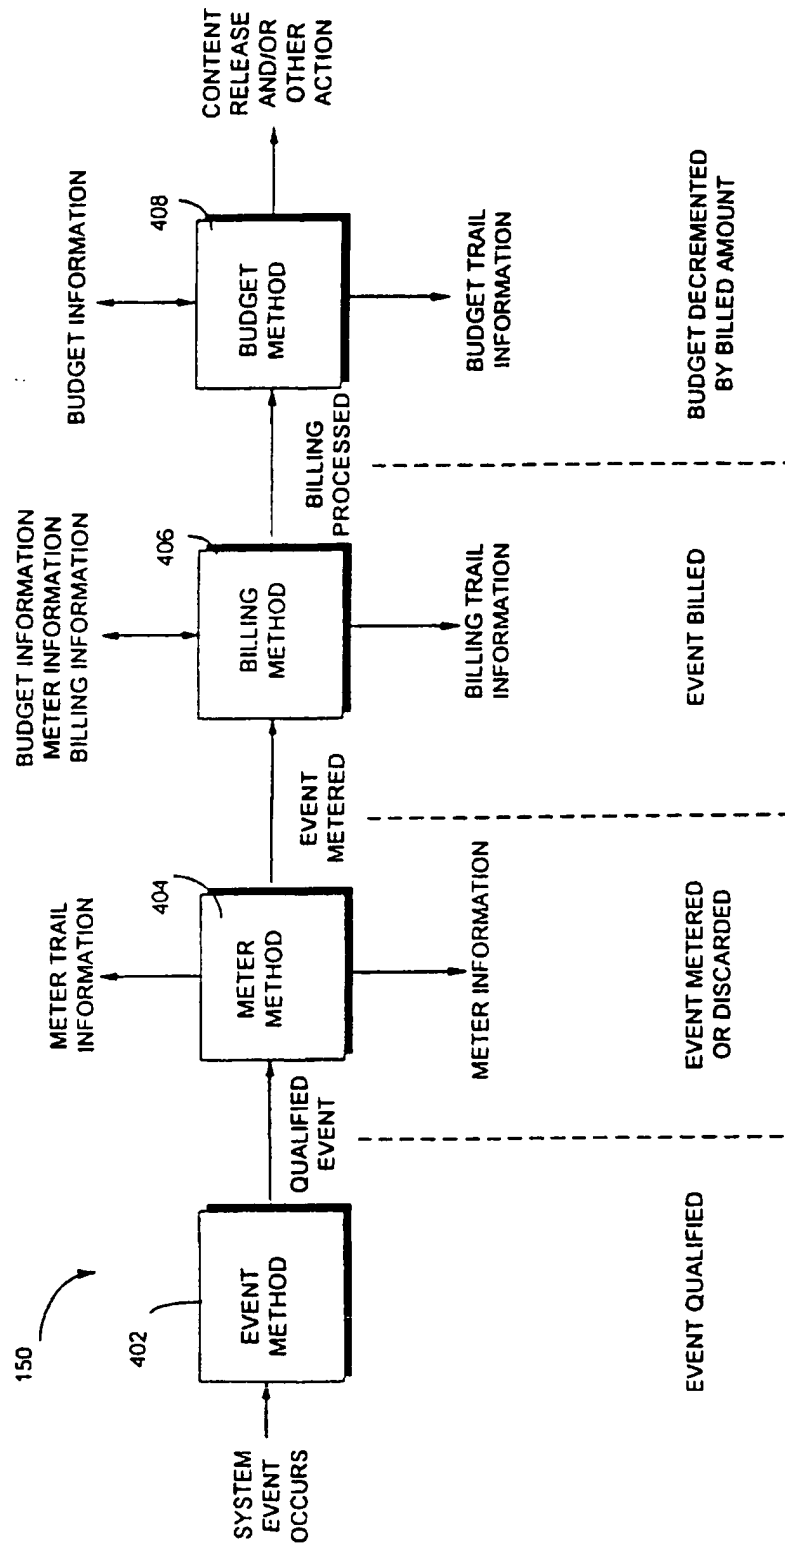 150
SYSTEM
EVENT
OCCURS
402
EVENT
METHOD
QUALIFIED
EVENT
METER TRAIL
INFORMATION
404
METER
METHOD
METER INFORMATION
EVENT
METERED
BUDGET INFORMATION
METER INFORMATION
BILLING INFORMATION
406
BILLING
METHOD
BILLING TRAIL
INFORMATION
BILLING
PROCESSED
BUDGET INFORMATION
408
BUDGET
METHOD
BUDGET TRAIL
INFORMATION
CONTENT
RELEASE
AND/OR
OTHER
ACTION
EVENT QUALIFIED
EVENT METERED
OR DISCARDED
EVENT BILLED
BUDGET DECREMENTED
BY BILLED AMOUNT